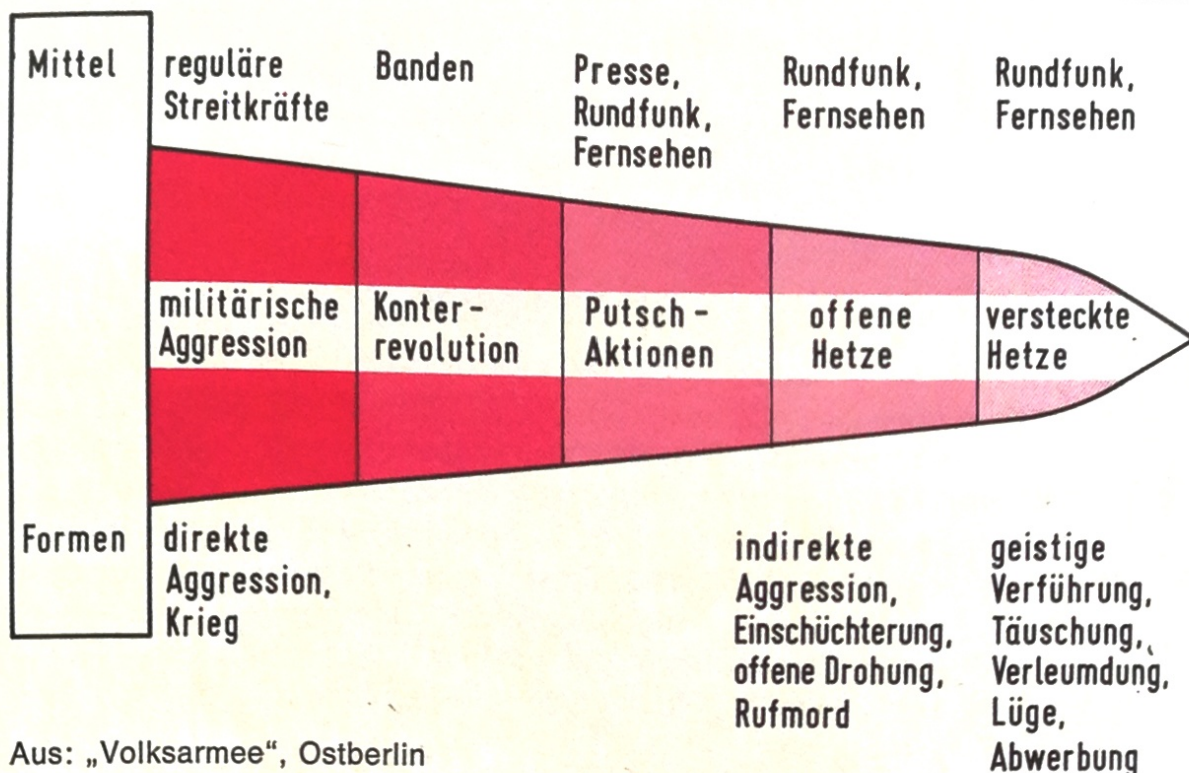 Mittel
reguläre
Streitkräfte
Banden
Presse,
Rundfunk,
Fernsehen
Rundfunk,
Fernsehen
Rundfunk,
Fernsehen
militärische
Aggression
Konter-
revolution
Putsch-
Aktionen
offene
Hetze
versteckte
Hetze
Formen
direkte
Aggression,
Krieg
indirekte
Aggression,
Einschüchterung,
offene Drohung,
Rufmord
geistige
Verführung,
Täuschung,
Verleumdung,
Lüge,
Abwerbung
Aus: „Volksarmee“, Ostberlin